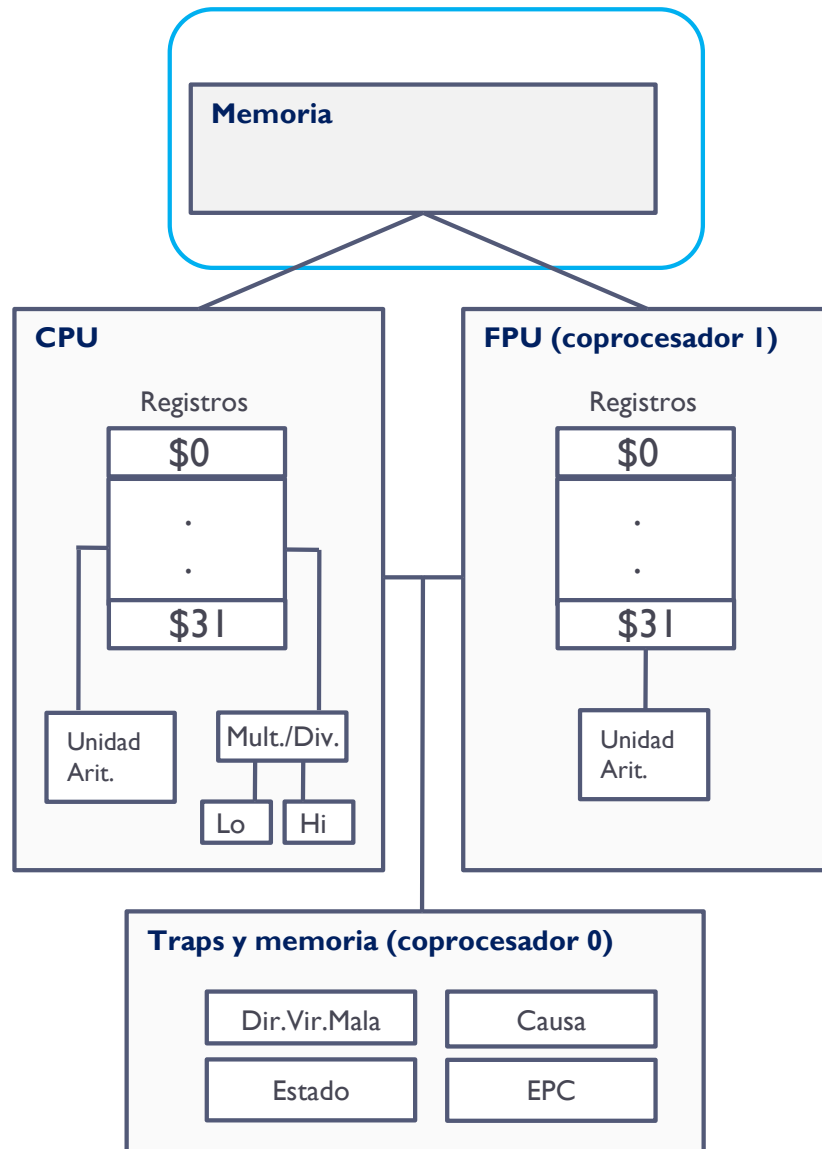 Memoria
CPU
Registros
$0
.
.
$31
Unidad
Arit.
Mult./Div.
Lo
Hi
FPU (coprocesador 1)
Registros
$0
.
.
$31
Unidad
Arit.
Traps y memoria (coprocesador 0)
Dir.Vir.Mala
Causa
Estado
EPC